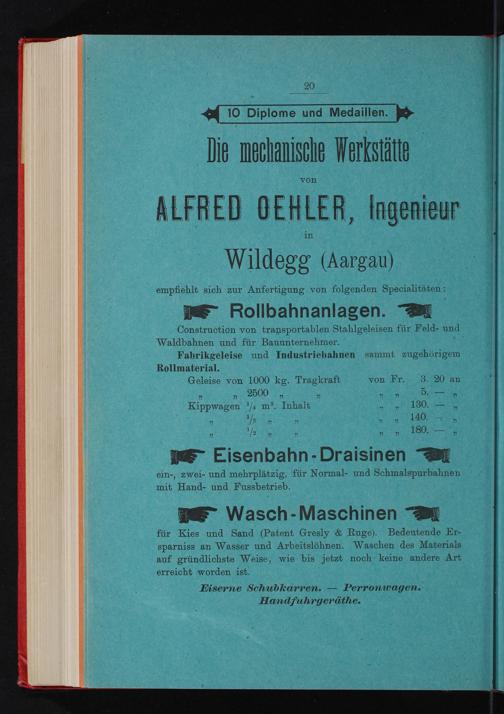 20
10 Diplome und Medaillen.
Die mechanische Werkstätte
von
ALFRED OEHLER, Ingenieur
in
Wildegg (Aargau)
empfiehlt sich zur Anfertigung von folgenden Specialitäten:
Rollbahnanlagen.
Construction von transportablen Stahlgeleisen für Feld- und
Waldbahnen und für Bauunternehmer.
Fabrikgeleise und Industriebahnen sammt zugehörigem
Rollmaterial.
Geleise von 1000 kg. Tragkraft von Fr. 3. 20 an
„ „ 2500 „ „ „ „ 5. — „
Kippwagen ¼ m³. Inhalt „ „ 130. — „
„ „ „ „ „ 140. — „
„ ½ „ „ „ „ 180. — „
Eisenbahn-Draisinen
ein-, zwei- und mehrplätzig, für Normal- und Schmalspurbahnen
mit Hand- und Fussbetrieb.
Wasch-Maschinen
für Kies und Sand (Patent Gresly & Ruge). Bedeutende Er-
sparniss an Wasser und Arbeitslöhnen. Waschen des Materials
auf gründlichste Weise, wie bis jetzt noch keine andere Art
erreicht worden ist.
Eiserne Schubkarren. — Perronwagen.
Handfuhrgeräthe.